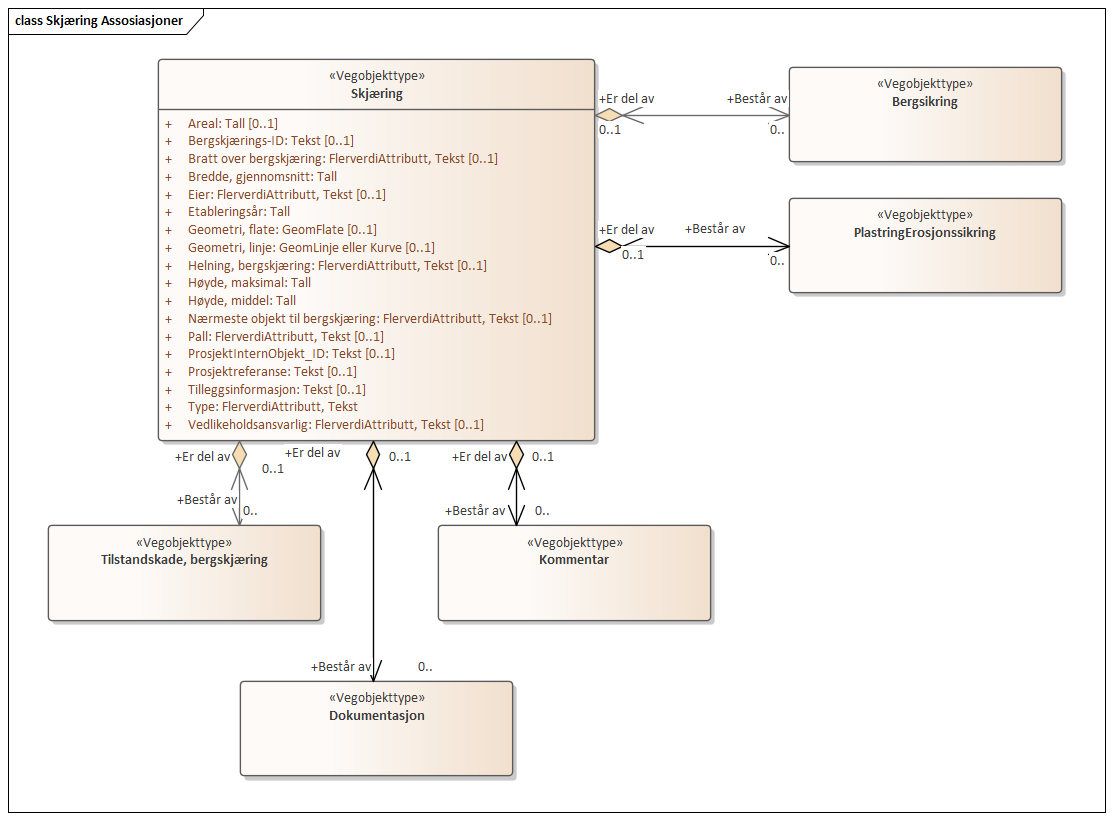 class Skjæring Assosiasjoner
«Vegobjekttype»
Skjæring
+ Areal: Tall [0..1]
+ Bergskjærings-ID: Tekst [0..1]
+ Bratt over bergskjæring: FlerverdiAttributt, Tekst [0..1]
+ Bredde, gjennomsnitt: Tall
+ Eier: FlerverdiAttributt, Tekst [0..1]
+ Etableringsår: Tall
+ Geometri, flate: GeomFlate [0..1]
+ Geometri, linje: GeomLinje eller Kurve [0..1]
+ Helning, bergskjæring: FlerverdiAttributt, Tekst [0..1]
+ Høyde, maksimal: Tall
+ Høyde, middel: Tall
+ Nærmeste objekt til bergskjæring: FlerverdiAttributt, Tekst [0..1]
+ Pall: FlerverdiAttributt, Tekst [0..1]
+ ProsjektInternObjekt_ID: Tekst [0..1]
+ Prosjektreferanse: Tekst [0..1]
+ Tilleggsinformasjon: Tekst [0..1]
+ Type: FlerverdiAttributt, Tekst
+ Vedlikeholdsansvarlig: FlerverdiAttributt, Tekst [0..1]
+Er del av
0..1
+Består av
0..
«Vegobjekttype»
Bergsikring
+Er del av
0..1
+Består av
0..
«Vegobjekttype»
PlastringErosjonssikring
+Er del av
0..1
+Består av
0..
«Vegobjekttype»
Tilstandskade, bergskjæring
+Er del av
0..1
+Består av
0..
«Vegobjekttype»
Dokumentasjon
+Er del av
0..1
+Består av
0..
«Vegobjekttype»
Kommentar